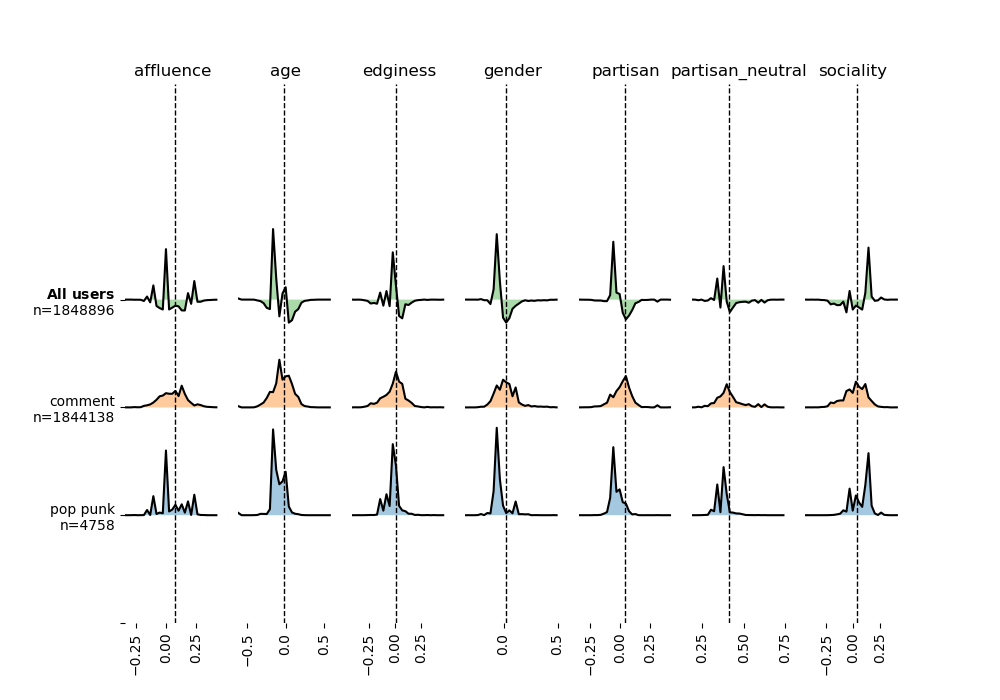 affluence age edginess gender partisan partisan_neutral sociality
All users
n=1848896
comment
n=1844138
pop punk
n=4758
−0.25 0.00 0.25 −0.5 0.0 0.5 −0.25 0.00 0.25 0.0 0.5 −0.25 0.00 0.25 0.25 0.50 0.75 −0.25 0.00 0.25